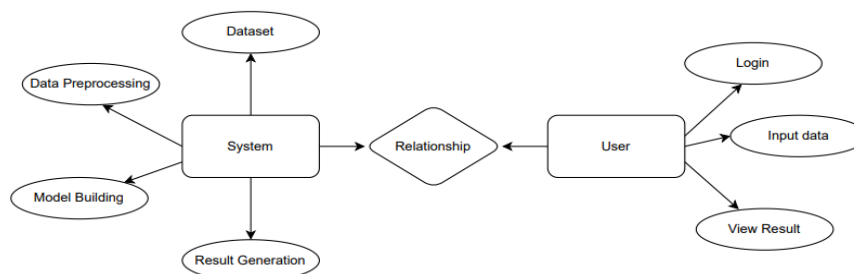 Dataset
Login
Data Preprocessing
Input data
System
Relationship
User
Model Building
View Result
Result Generation